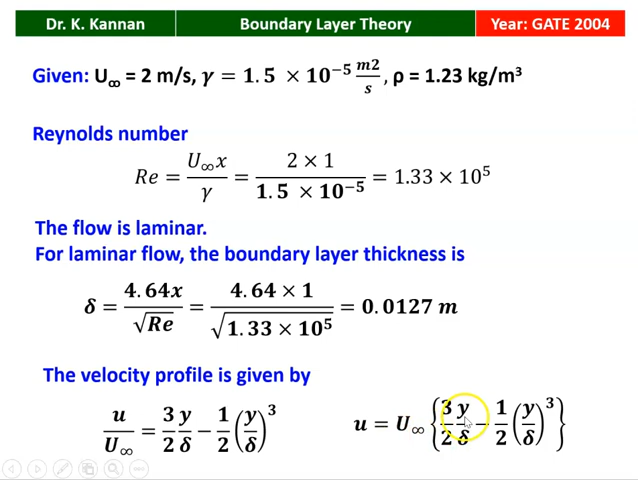 Dr. K. Kannan Boundary Layer Theory Year: GATE 2004
Given: U∞ = 2 m/s, γ = 1.5 × 10⁻⁵ m2/s, ρ = 1.23 kg/m³
Reynolds number
Re = U∞x/γ = 2 × 1/1.5 × 10⁻⁵ = 1.33 × 10⁵
The flow is laminar.
For laminar flow, the boundary layer thickness is
δ = 4.64x/√Re = 4.64 × 1/√1.33 × 10⁵ = 0.0127 m
The velocity profile is given by
u/U∞ = 3/2 y/δ − 1/2 (y/δ)³ u = U∞ {3/2 y/δ − 1/2 (y/δ)³}